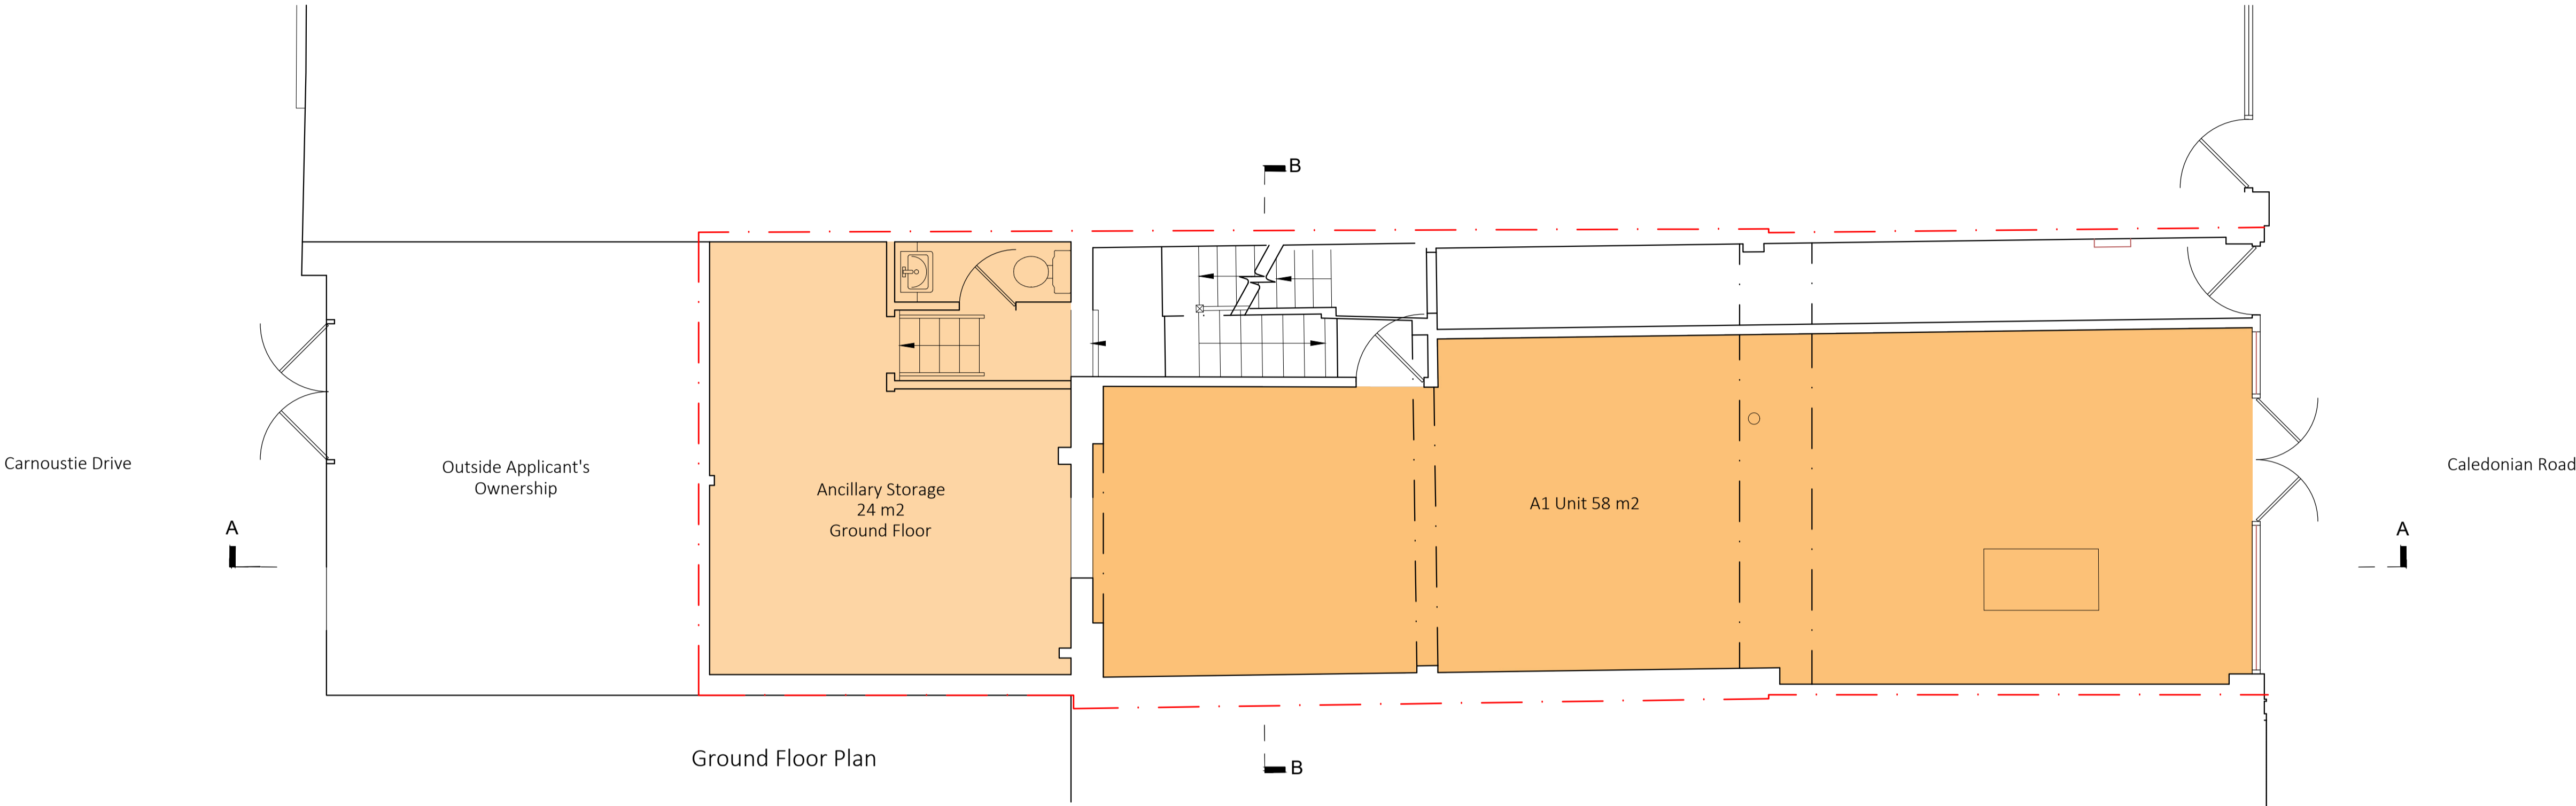 B
Carnoustie Drive
Outside Applicant's
Ownership
Ancillary Storage
24 m2
Ground Floor
A1 Unit 58 m2
Caledonian Road
A
A
Ground Floor Plan
B